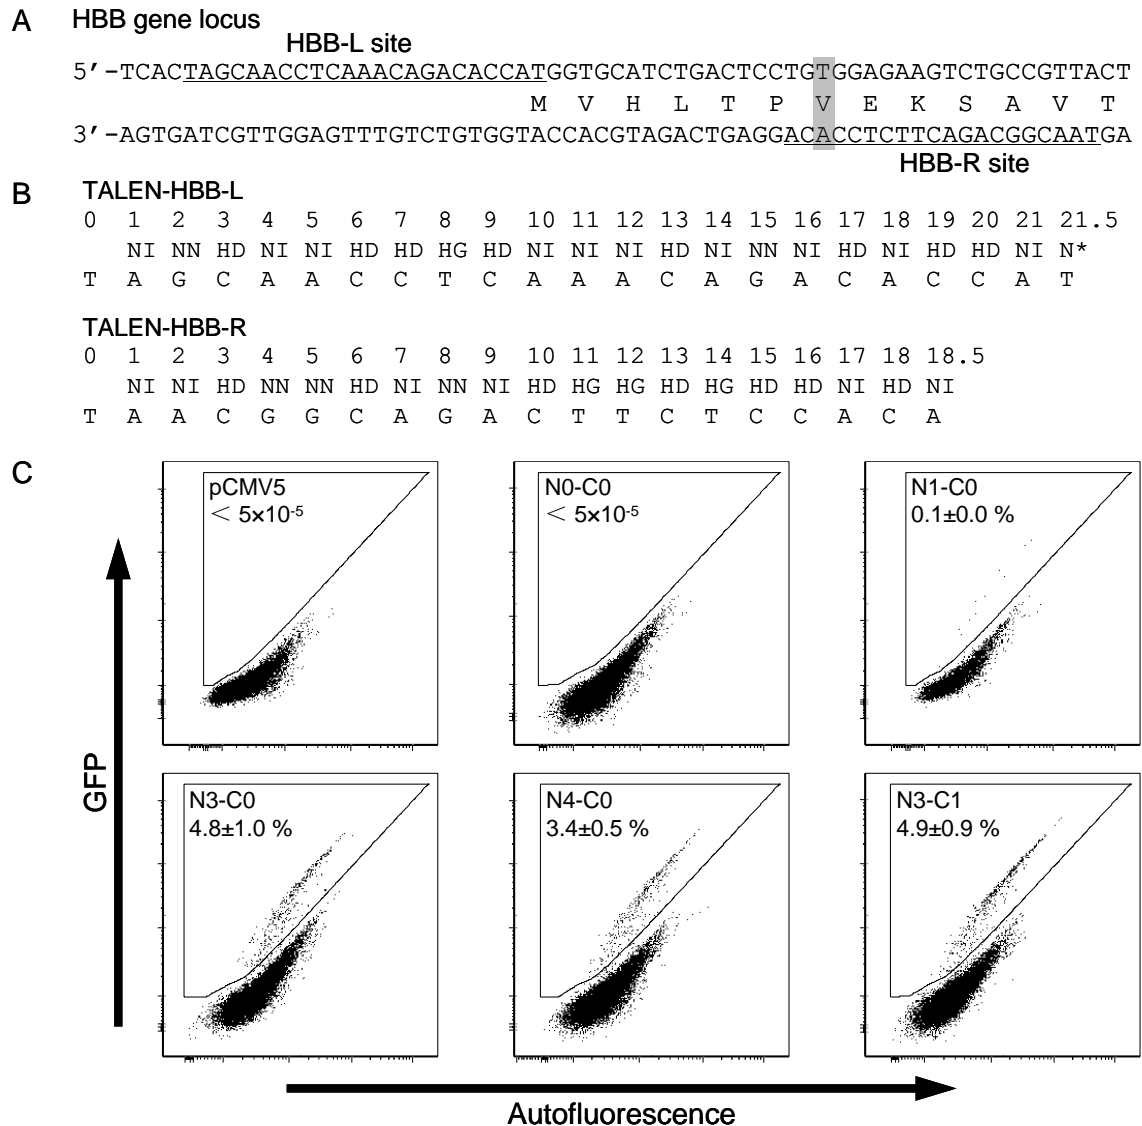 A
HBB gene locus
HBB-L site
5′-TCACTAGCAACCTCAAACAGACACCATGGTGCATCTGACTCCTGTGGAGAAGTCTGCCGTTACT
M V H L T P V E K S A V T
3′-AGTGATCGTTGGAGTTTGTCTGTGGTACCACGTAGACTGAGGACACCTCTTCAGACGGCAATGA
HBB-R site
B
TALEN-HBB-L
0 1 2 3 4 5 6 7 8 9 10 11 12 13 14 15 16 17 18 19 20 21 21.5
NI NN HD NI NI HD HD HG HD NI NI NI HD NI NN NI HD NI HD HD NI N*
T A G C A A C C T C A A A C A G A C A C C A T
TALEN-HBB-R
0 1 2 3 4 5 6 7 8 9 10 11 12 13 14 15 16 17 18 18.5
NI NI HD NN NN HD NI NN NI HD HG HG HD HG HD HD NI HD NI
T A A C G G C A G A C T T C T C C A C A
C
pCMV5
< 5×10-5
N0-C0
< 5×10-5
N1-C0
0.1±0.0 %
N3-C0
4.8±1.0 %
N4-C0
3.4±0.5 %
N3-C1
4.9±0.9 %
GFP
Autofluorescence